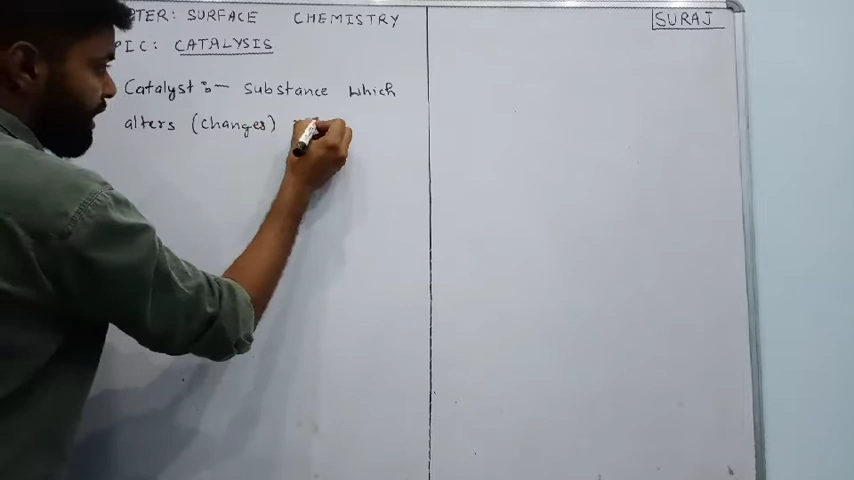 PTER: SURFACE CHEMISTRY
PIC: CATALYSIS
Catalyst :- Substance which
alters (changes)
SURAJ